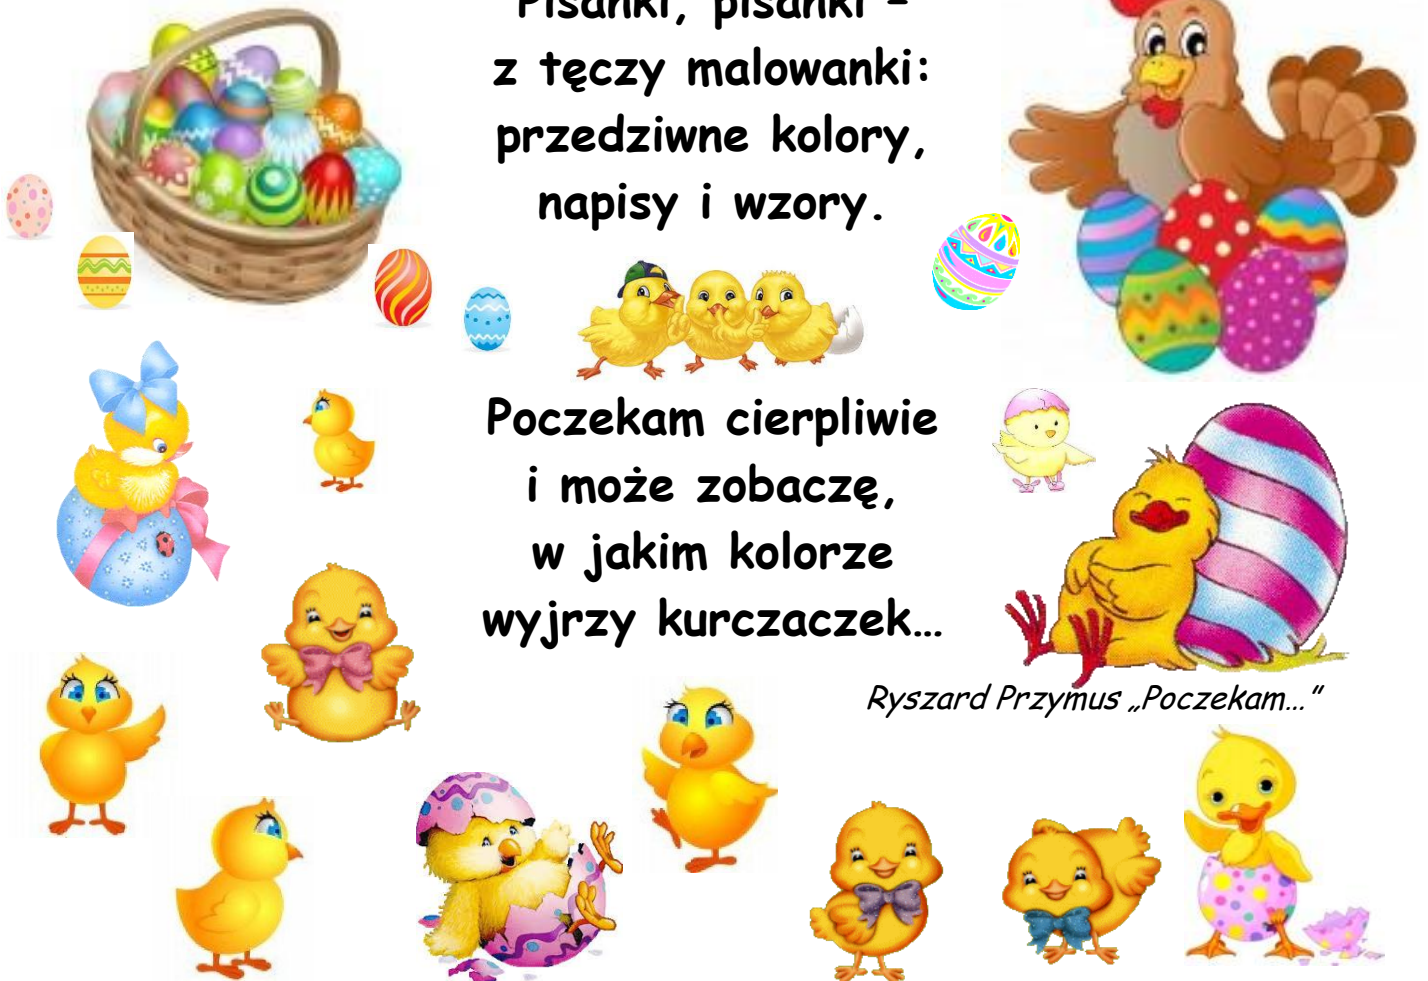 Pisanki, pisanki –
z tęczy malowanki:
przedziwne kolory,
napisy i wzory.
Poczekam cierpliwie
i może zobaczę,
w jakim kolorze
wyjrzy kurczaczek...
Ryszard Przymus „Poczekam...”